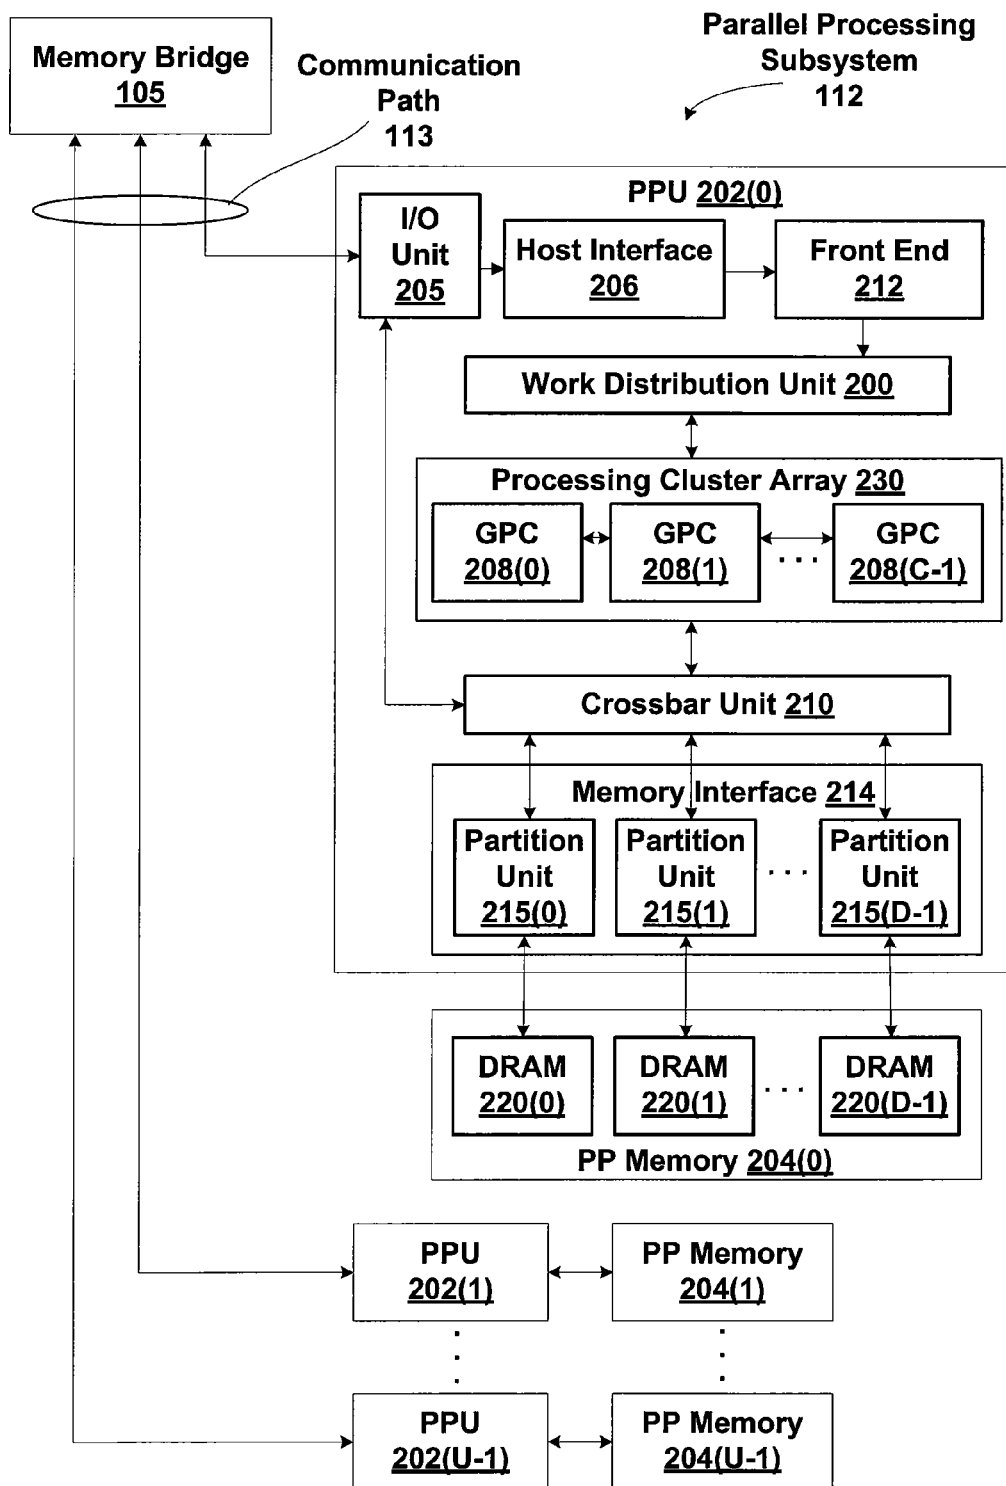 Memory Bridge
105
Communication
Path
113
Parallel Processing
Subsystem
112
PPU 202(0)
I/O
Unit
205
Host Interface
206
Front End
212
Work Distribution Unit 200
Processing Cluster Array 230
GPC
208(0)
GPC
208(1)
. . .
GPC
208(C-1)
Crossbar Unit 210
Memory Interface 214
Partition
Unit
215(0)
Partition
Unit
215(1)
. . .
Partition
Unit
215(D-1)
DRAM
220(0)
DRAM
220(1)
. . .
DRAM
220(D-1)
PP Memory 204(0)
PPU
202(1)
PP Memory
204(1)
PPU
202(U-1)
PP Memory
204(U-1)